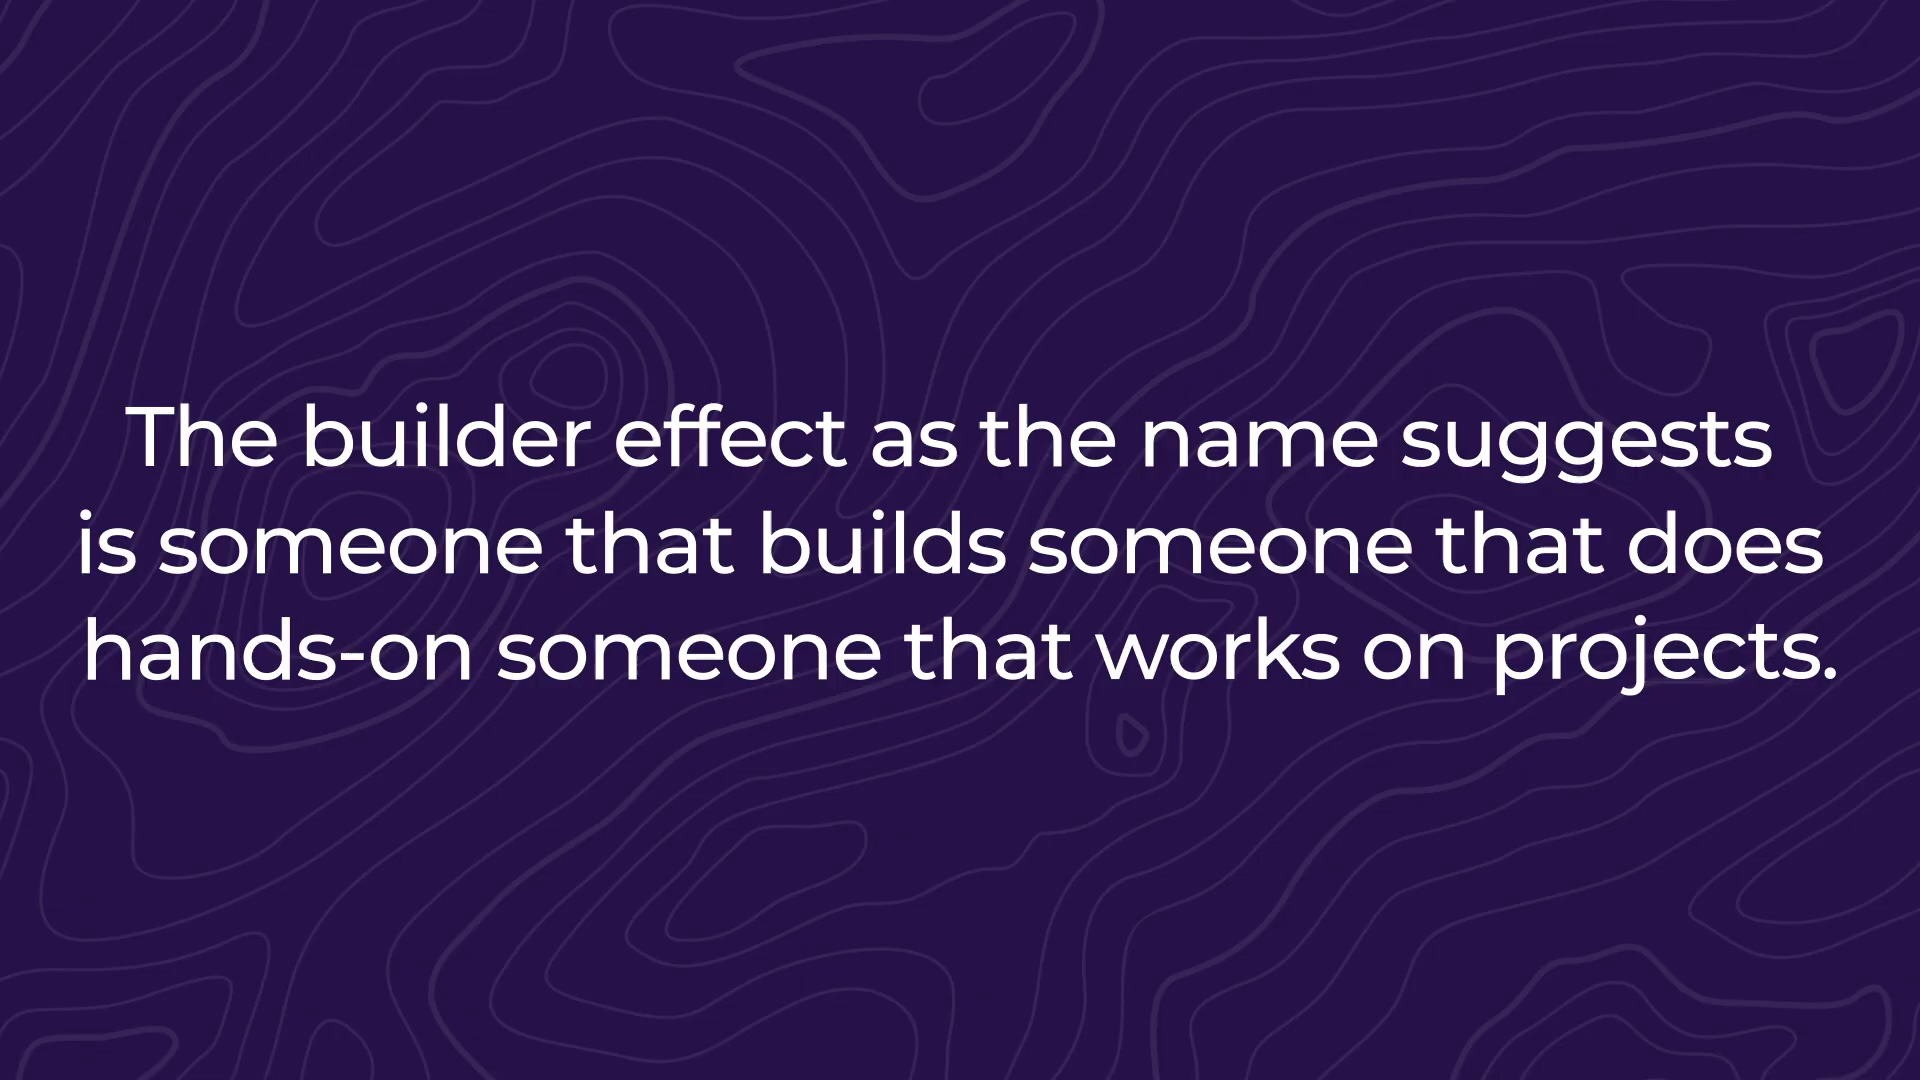 The builder effect as the name suggests
is someone that builds someone that does
hands-on someone that works on projects.